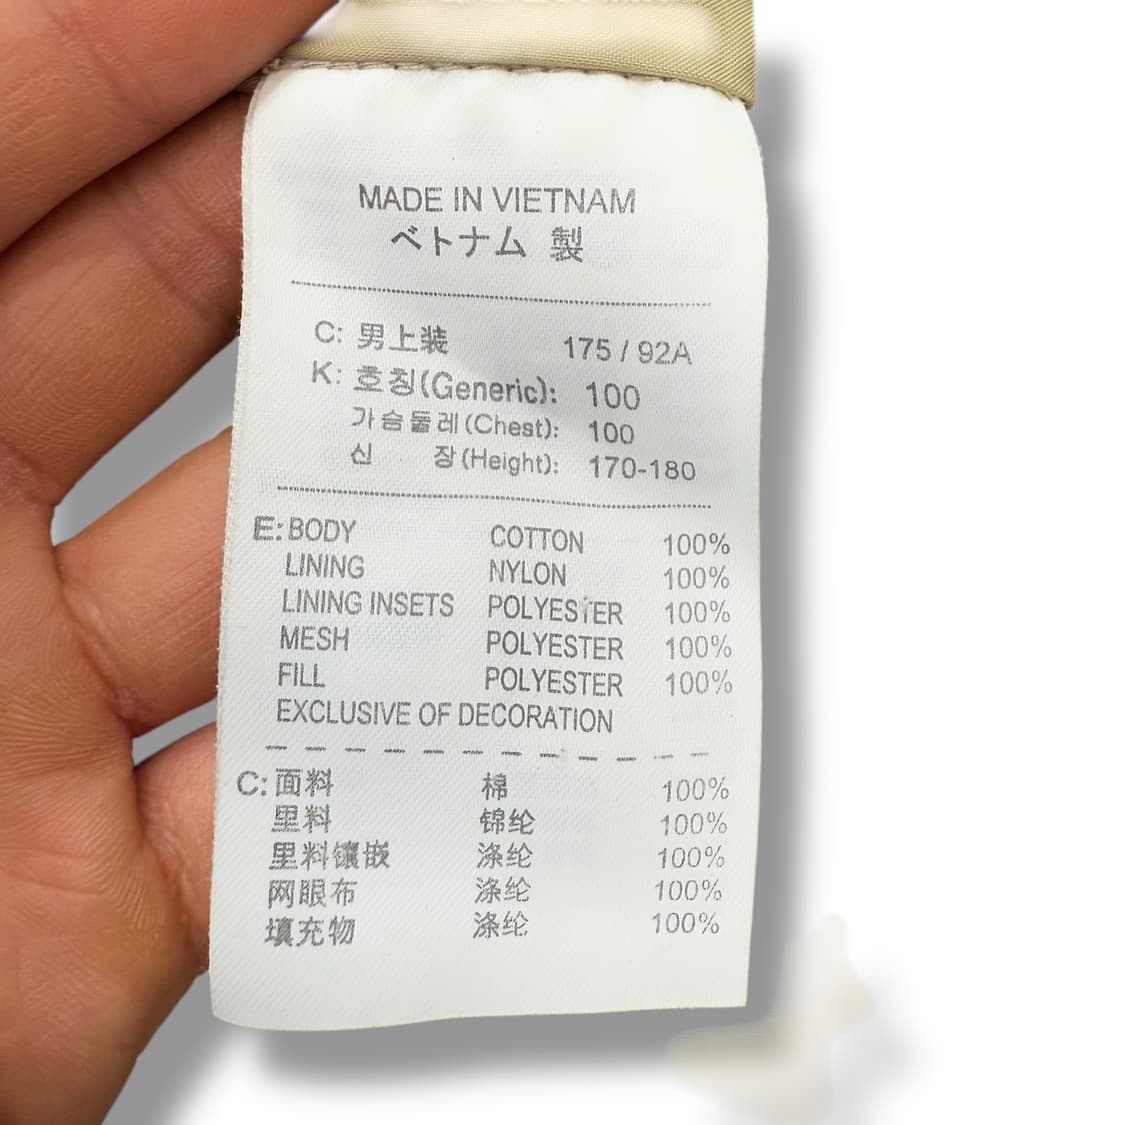 MADE IN VIETNAM
ベトナム 製
C: 男上装 175 / 92A
K: 호칭(Generic): 100
가슴둘레(Chest): 100
신 장(Height): 170-180
E: BODY COTTON 100%
LINING NYLON 100%
LINING INSETS POLYESTER 100%
MESH POLYESTER 100%
FILL POLYESTER 100%
EXCLUSIVE OF DECORATION
C: 面料 棉 100%
里料 锦纶 100%
里料镶嵌 涤纶 100%
网眼布 涤纶 100%
填充物 涤纶 100%